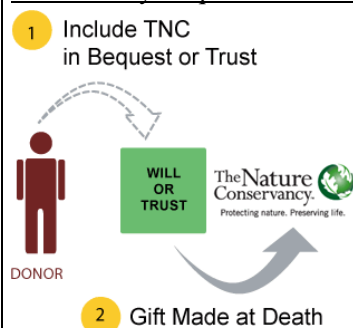 1 Include TNC
in Bequest or Trust
WILL
OR
TRUST
The Nature
Conservancy.
Protecting nature. Preserving life.
DONOR
2 Gift Made at Death